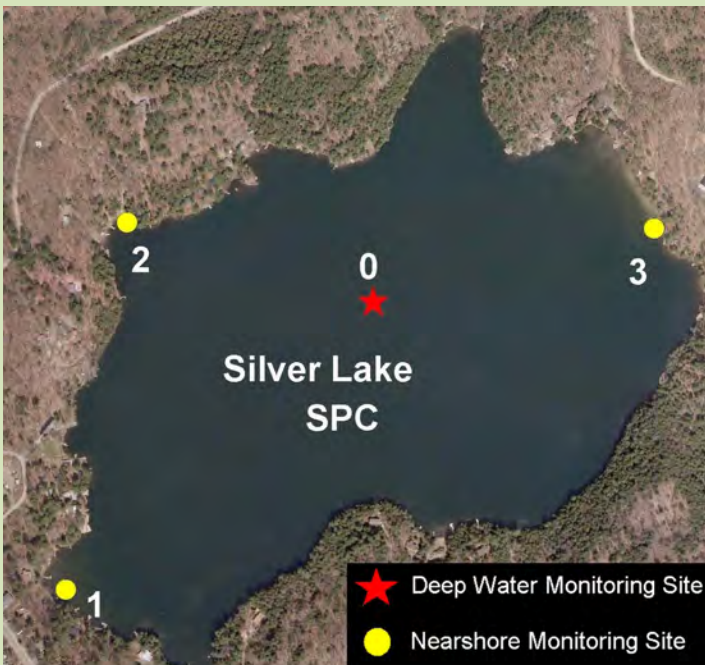 2
0
3
Silver Lake
SPC
1
Deep Water Monitoring Site
Nearshore Monitoring Site